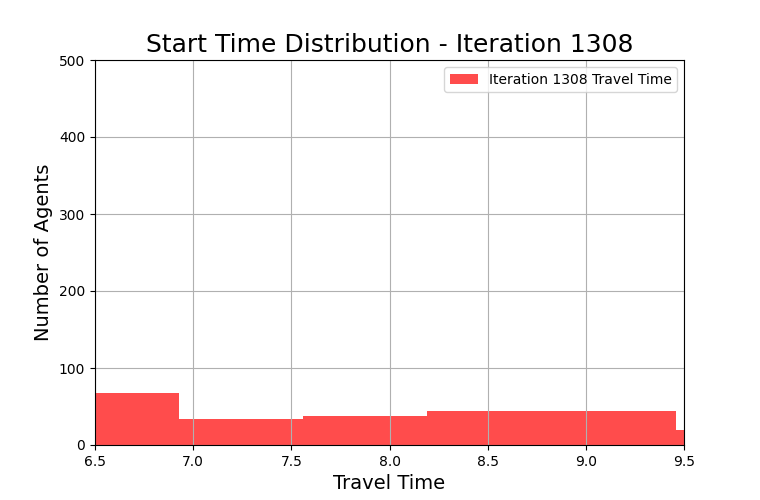 Start Time Distribution - Iteration 1308
Iteration 1308 Travel Time
Number of Agents
500
400
300
200
100
0
6.5 7.0 7.5 8.0 8.5 9.0 9.5
Travel Time